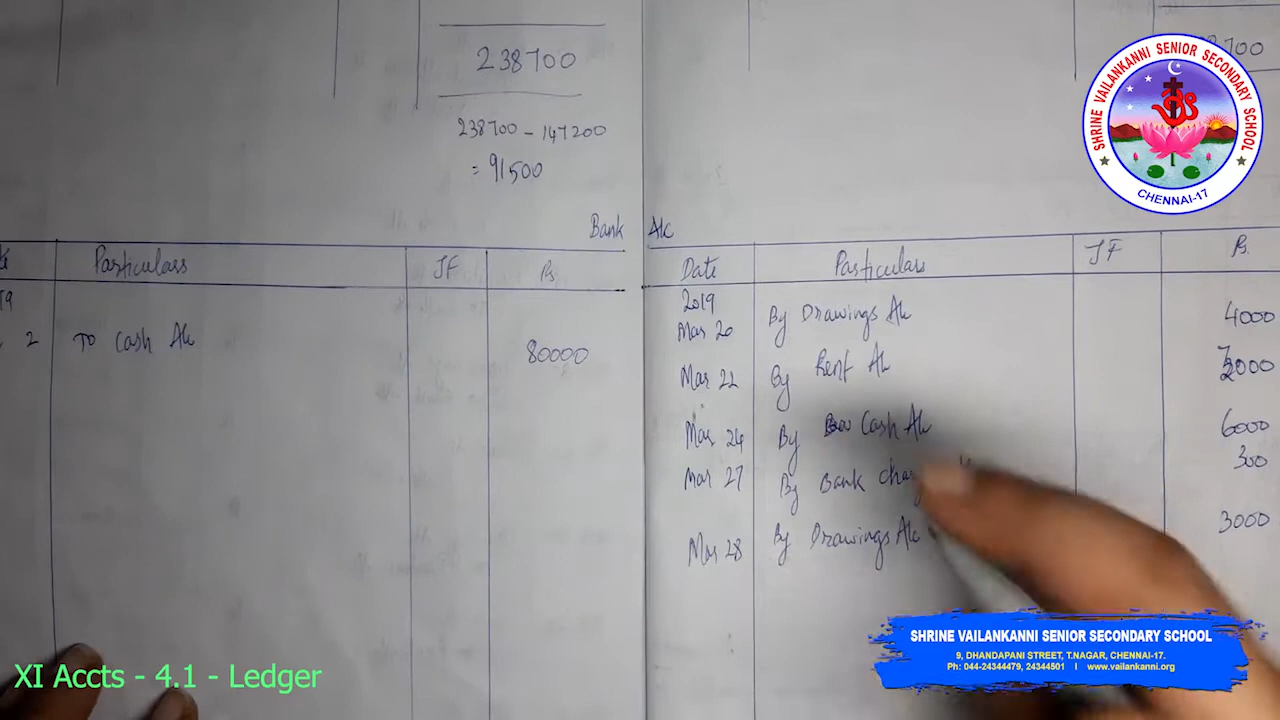 238700
238700 - 147200
= 91500
Bank A/c
Particulars JF Rs.
Date Particulars JF Rs.
2 To Cash A/c 80000
2019
Mar 20 By Drawings A/c 4000
Mar 22 By Rent A/c
Mar 24 By Cash A/c 6000
Mar 27 By Bank 300
Mar 28 By Drawings A/c 3000
SHRINE VAILANKANNI SENIOR SECONDARY SCHOOL
CHENNAI-17
XI Accts - 4.1 - Ledger
SHRINE VAILANKANNI SENIOR SECONDARY SCHOOL
9, DHANDAPANI STREET, T.NAGAR, CHENNAI-17.
Ph: 044-24344479, 24344501 I www.vailankanni.org